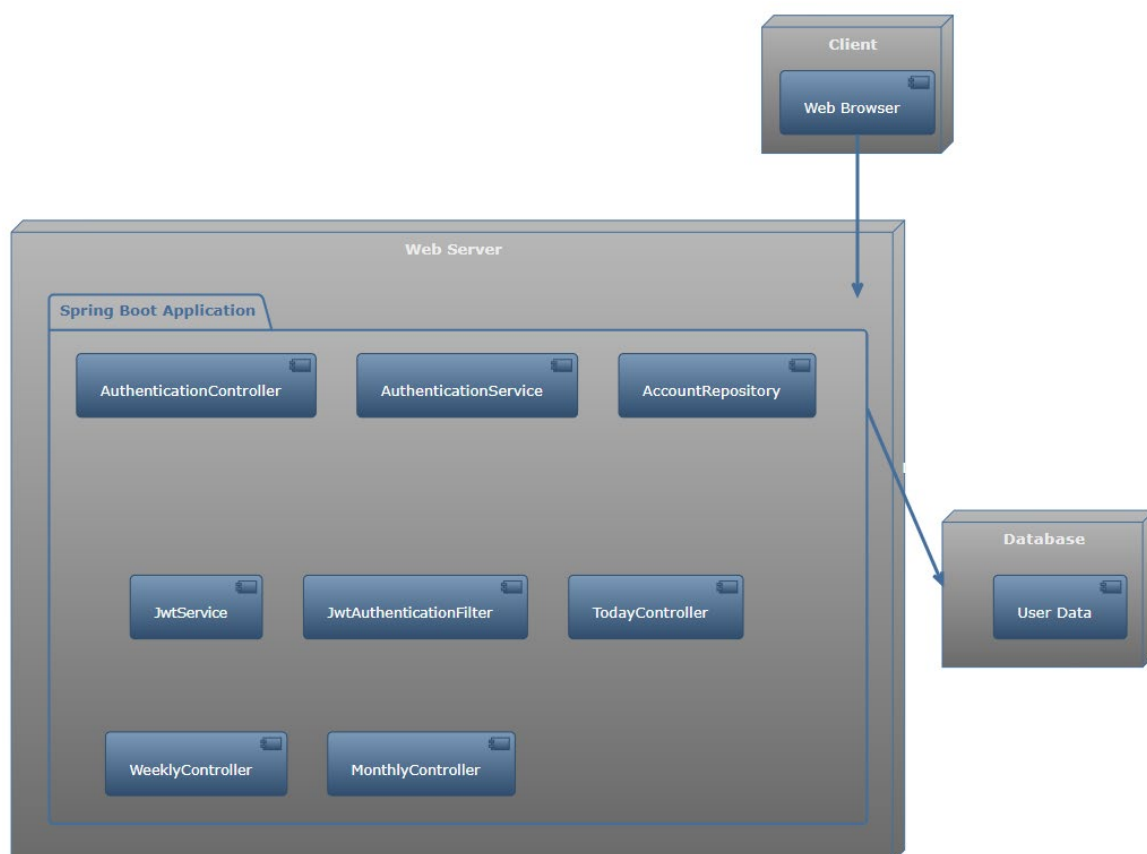 Client
Web Browser
Web Server
Spring Boot Application
AuthenticationController
AuthenticationService
AccountRepository
Database
JwtService
JwtAuthenticationFilter
TodayController
User Data
WeeklyController
MonthlyController